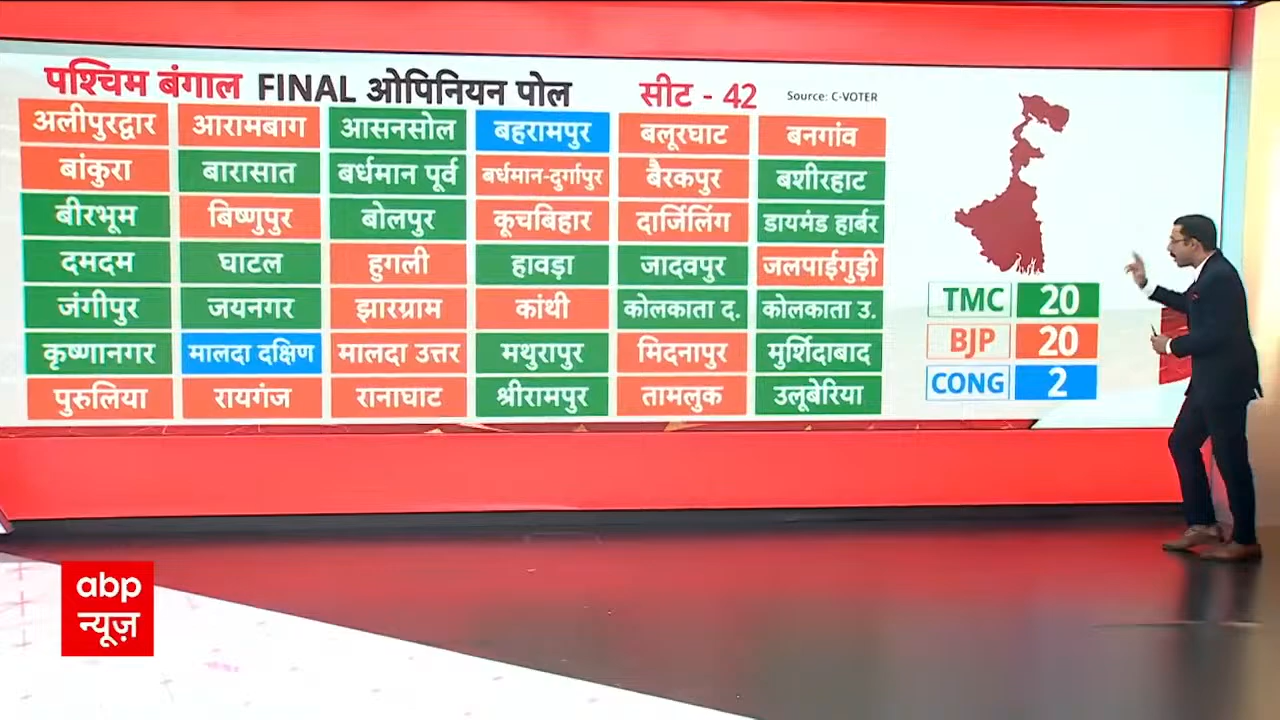 पश्चिम बंगाल FINAL ओपिनियन पोल सीट - 42 Source: C-VOTER
अलीपुरद्वार आरामबाग आसनसोल बहरामपुर बलूरघाट बनगांव
बांकुरा बारासात बर्धमान पूर्व बर्धमान-दुर्गापुर बैरकपुर बशीरहाट
बीरभूम बिष्णुपुर बोलपुर कूचबिहार दार्जिलिंग डायमंड हार्बर
दमदम घाटल हुगली हावड़ा जादवपुर जलपाईगुड़ी
जंगीपुर जयनगर झारग्राम कांथी कोलकाता द. कोलकाता उ.
कृष्णानगर मालदा दक्षिण मालदा उत्तर मथुरापुर मिदनापुर मुर्शिदाबाद
पुरुलिया रायगंज रानाघाट श्रीरामपुर तामलुक उलूबेरिया
TMC 20
BJP 20
CONG 2
abp
न्यूज़